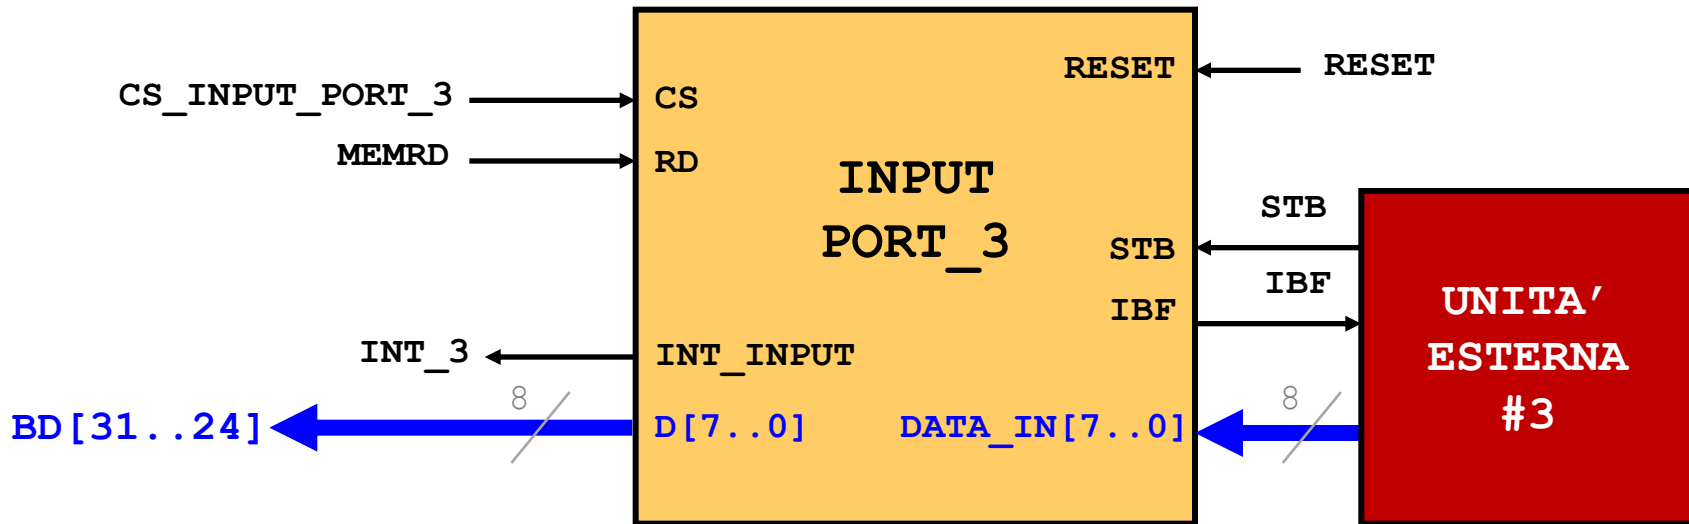 RESET
RESET
CS_INPUT_PORT_3
CS
MEMRD
RD
INPUT
PORT_3
STB
STB
IBF
IBF
UNITA’
ESTERNA
#3
INT_3
INT_INPUT
8
8
BD[31..24]
D[7..0]
DATA_IN[7..0]